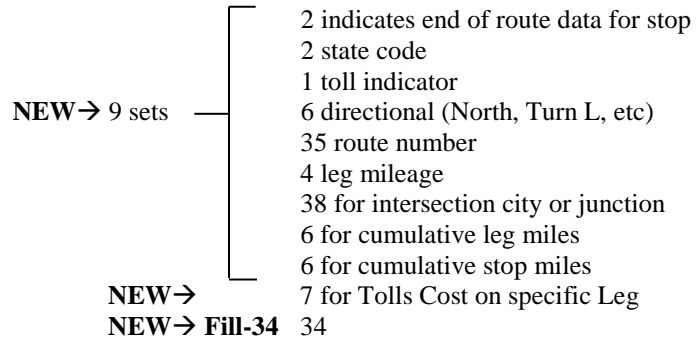 2 indicates end of route data for stop
2 state code
1 toll indicator
NEW→ 9 sets 6 directional (North, Turn L, etc)
35 route number
4 leg mileage
38 for intersection city or junction
6 for cumulative leg miles
6 for cumulative stop miles
NEW→ 7 for Tolls Cost on specific Leg
NEW→ Fill-34 34